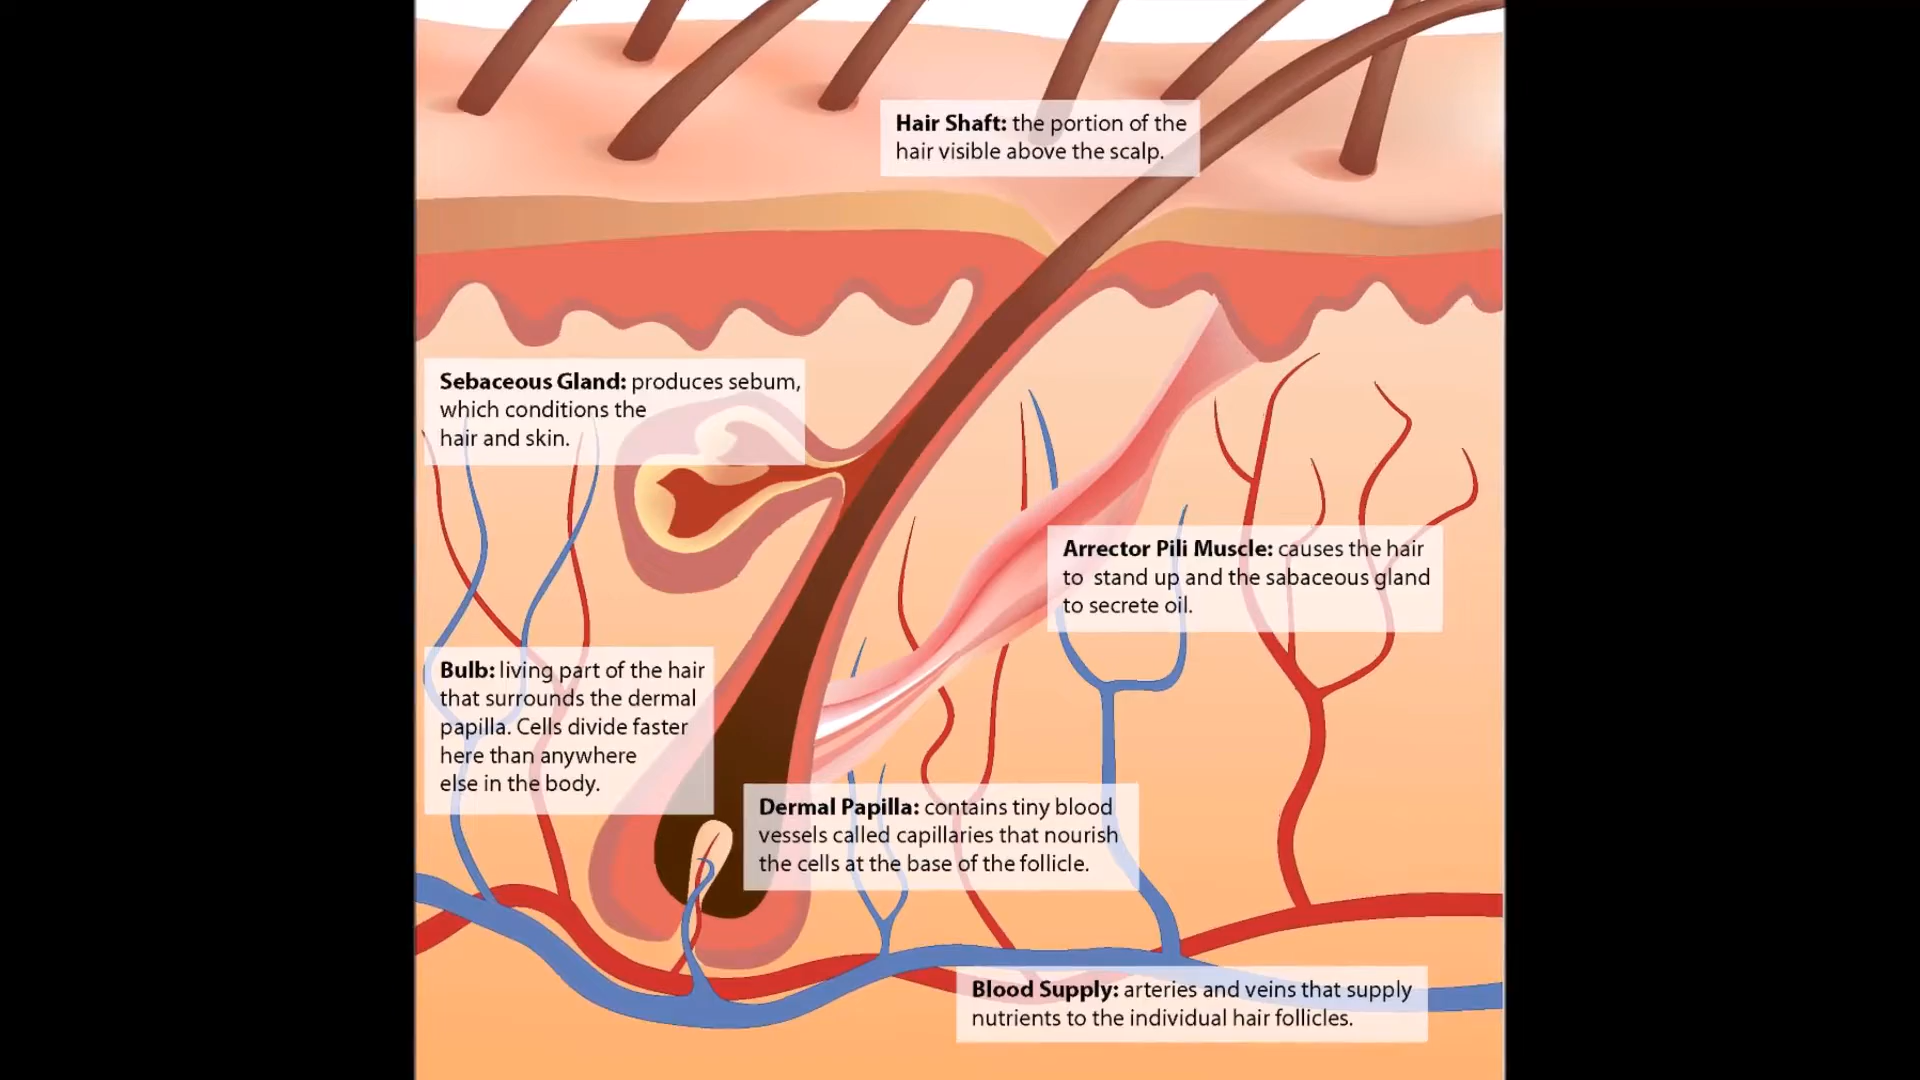 Hair Shaft: the portion of the
hair visible above the scalp.
Sebaceous Gland: produces sebum,
which conditions the
hair and skin.
Arrector Pili Muscle: causes the hair
to stand up and the sabaceous gland
to secrete oil.
Bulb: living part of the hair
that surrounds the dermal
papilla. Cells divide faster
here than anywhere
else in the body.
Dermal Papilla: contains tiny blood
vessels called capillaries that nourish
the cells at the base of the follicle.
Blood Supply: arteries and veins that supply
nutrients to the individual hair follicles.